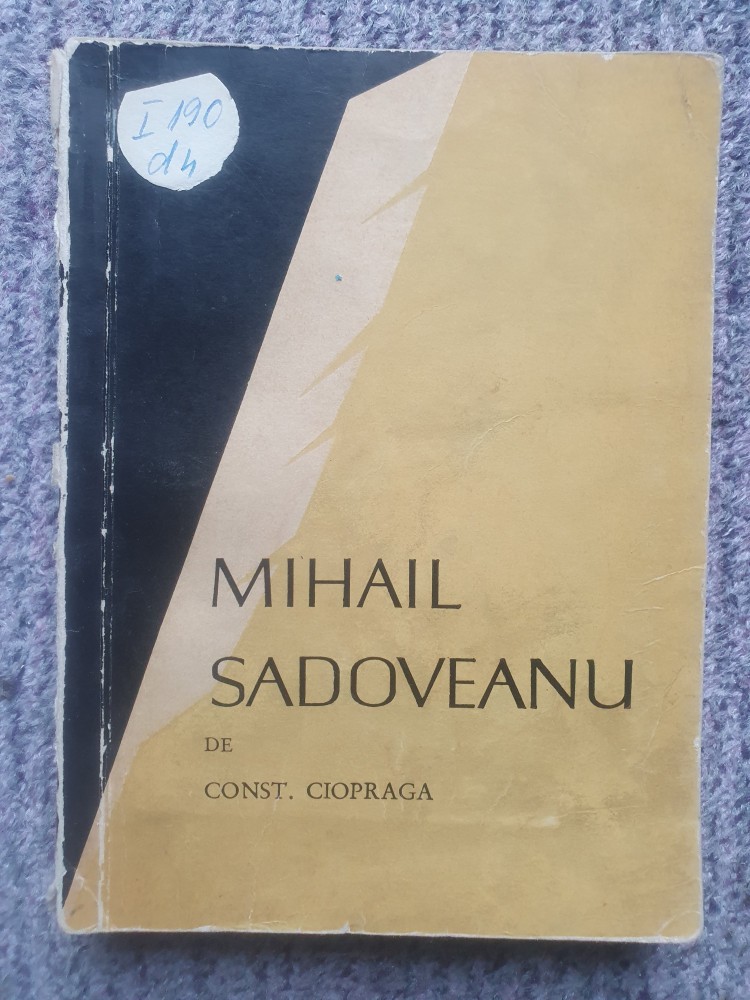 I 190
d4
MIHAIL
SADOVEANU
DE
CONST. CIOPRAGA